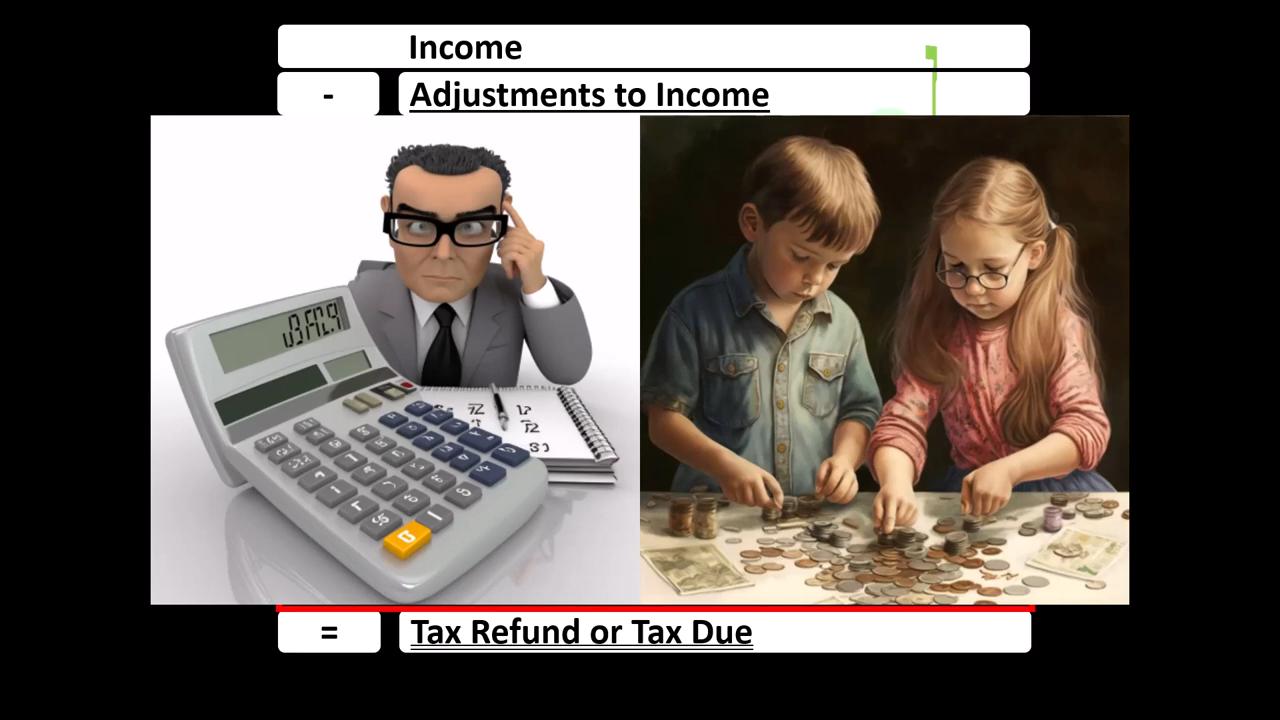 Income
- Adjustments to Income
= Tax Refund or Tax Due